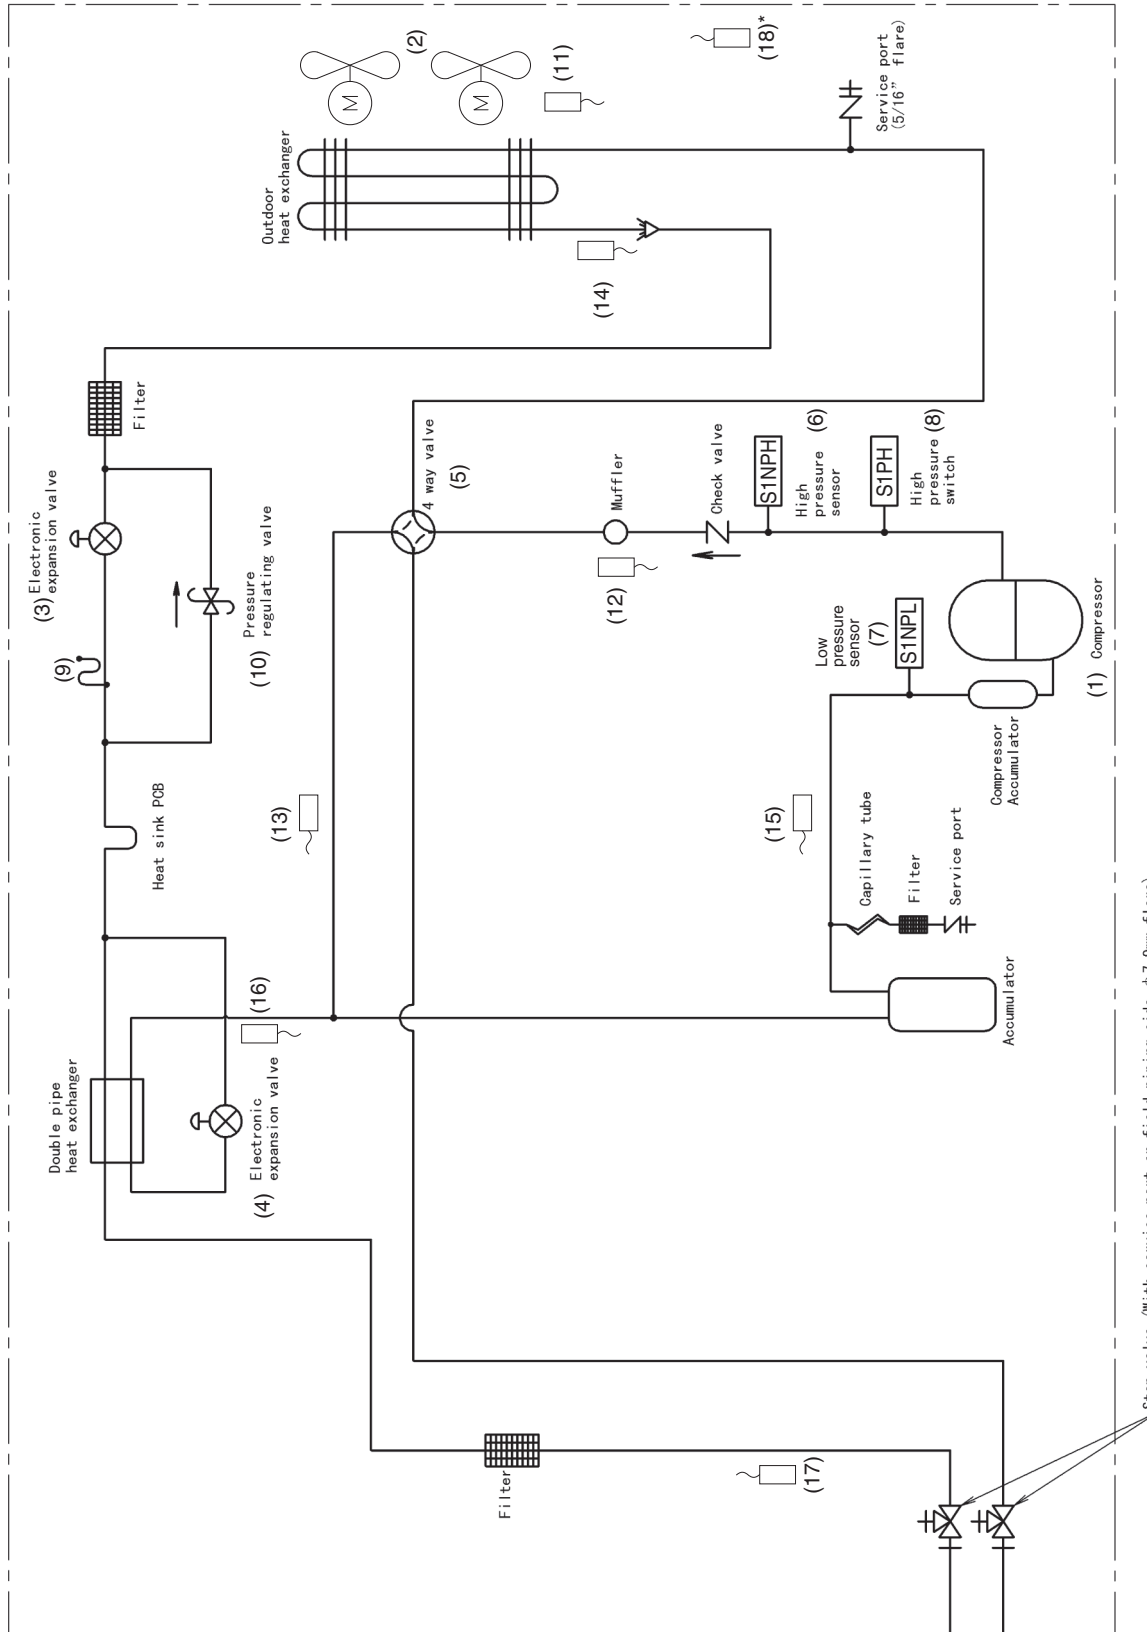 (2)
M
M
(11)
(18)*
Service port
(5/16" flare)
Outdoor
heat exchanger
(14)
Filter
(3)
Electronic
expansion valve
(9)
Pressure
regulating valve
(10)
4 way valve
(5)
Muffler
(12)
Check valve
S1NPH
(6)
High
pressure
sensor
S1PH
(8)
High
pressure
switch
Low
pressure
sensor
(7)
S1NPL
(1) Compressor
Compressor
Accumulator
Heat sink PCB
(13)
(15)
Capillary tube
Filter
Service port
Accumulator
(16)
Double pipe
heat exchanger
Electronic
expansion valve
(4)
Filter
(17)